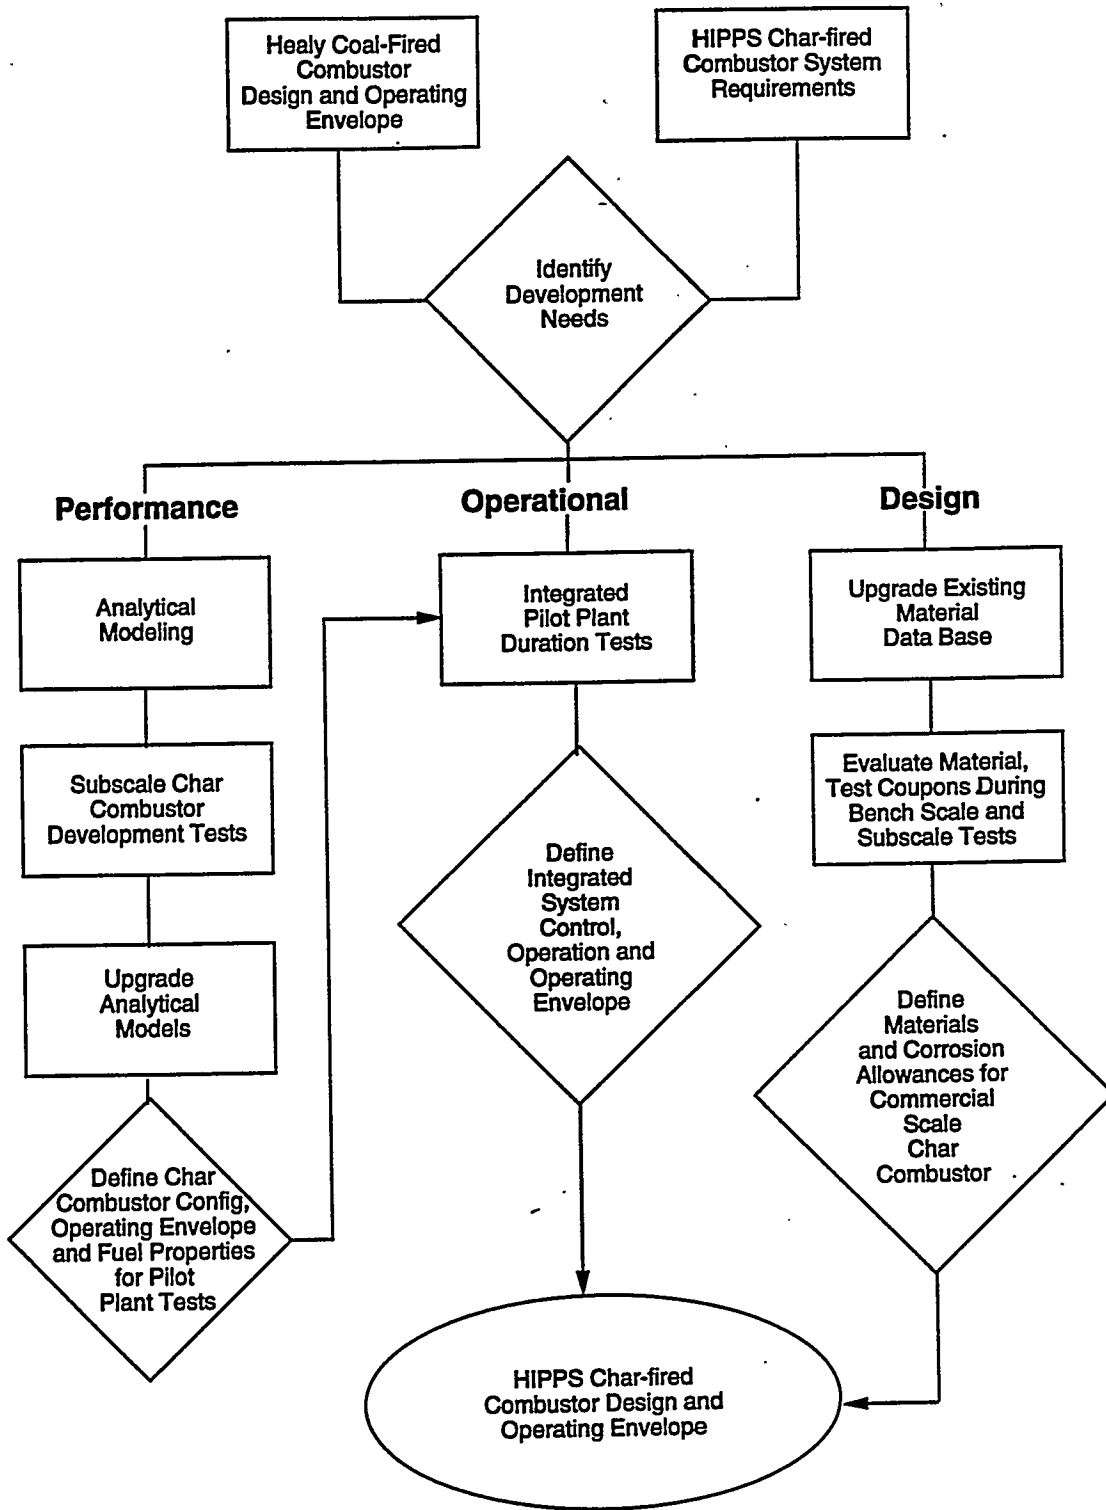 Healy Coal-Fired
Combustor
Design and Operating
Envelope
HIPPS Char-fired
Combustor System
Requirements
Identify
Development
Needs
Performance
Operational
Design
Analytical
Modeling
Subscale Char
Combustor
Development Tests
Upgrade
Analytical
Models
Define Char
Combustor Config,
Operating Envelope
and Fuel Properties
for Pilot
Plant Tests
Integrated
Pilot Plant
Duration Tests
Define
Integrated
System
Control,
Operation and
Operating
Envelope
Upgrade Existing
Material
Data Base
Evaluate Material,
Test Coupons During
Bench Scale and
Subscale Tests
Define
Materials
and Corrosion
Allowances for
Commercial
Scale
Char
Combustor
HIPPS Char-fired
Combustor Design and
Operating Envelope